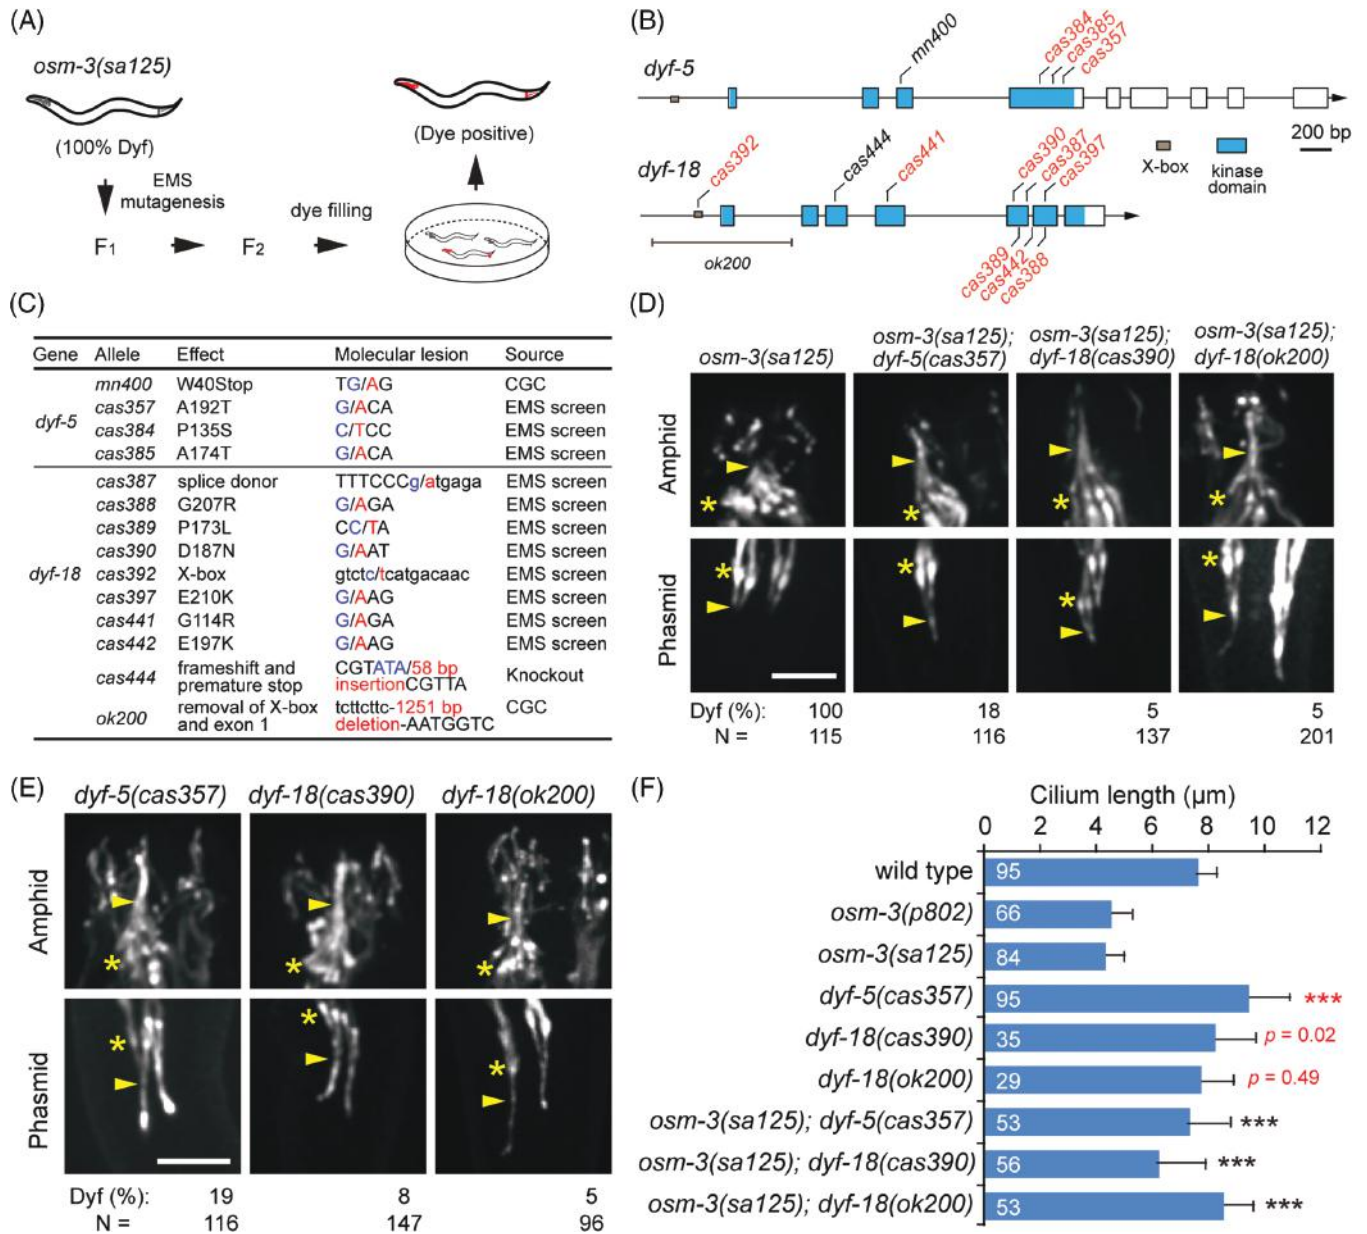 (A)
osm-3(sa125)
(100% Dyf)
EMS
mutagenesis
F1
F2
dye filling
(Dye positive)
(B)
dyf-5
mn400
cas384
cas385
cas357
200 bp
X-box
kinase
domain
dyf-18
cas392
cas444
cas441
cas390
cas387
cas397
ok200
cas389
cas442
cas388
(C)
Gene Allele Effect Molecular lesion Source
dyf-5
mn400 W40Stop TG/AG CGC
cas357 A192T G/ACA EMS screen
cas384 P135S C/TCC EMS screen
cas385 A174T G/ACA EMS screen
dyf-18
cas387 splice donor TTTCCCg/atgaga EMS screen
cas388 G207R G/AGA EMS screen
cas389 P173L CC/TA EMS screen
cas390 D187N G/AAT EMS screen
cas392 X-box gtctc/tcatgacaac EMS screen
cas397 E210K G/AAG EMS screen
cas441 G114R G/AGA EMS screen
cas442 E197K G/AAG EMS screen
cas444 frameshift and premature stop CGTATA/58 bp insertionCGTTA Knockout
ok200 removal of X-box and exon 1 tcttcttc-1251 bp deletion-AATGGTC CGC
(D)
osm-3(sa125)
osm-3(sa125);
dyf-5(cas357)
osm-3(sa125);
dyf-18(cas390)
osm-3(sa125);
dyf-18(ok200)
Amphid
*
*
*
*
Phasmid
*
*
*
*
Dyf (%): 100 18 5 5
N = 115 116 137 201
(E)
dyf-5(cas357) dyf-18(cas390) dyf-18(ok200)
Amphid
*
*
*
Phasmid
*
*
*
Dyf (%): 19 8 5
N = 116 147 96
(F)
Cilium length (µm)
0 2 4 6 8 10 12
wild type 95
osm-3(p802) 66
osm-3(sa125) 84
dyf-5(cas357) 95 ***
dyf-18(cas390) 35 p = 0.02
dyf-18(ok200) 29 p = 0.49
osm-3(sa125); dyf-5(cas357) 53 ***
osm-3(sa125); dyf-18(cas390) 56 ***
osm-3(sa125); dyf-18(ok200) 53 ***